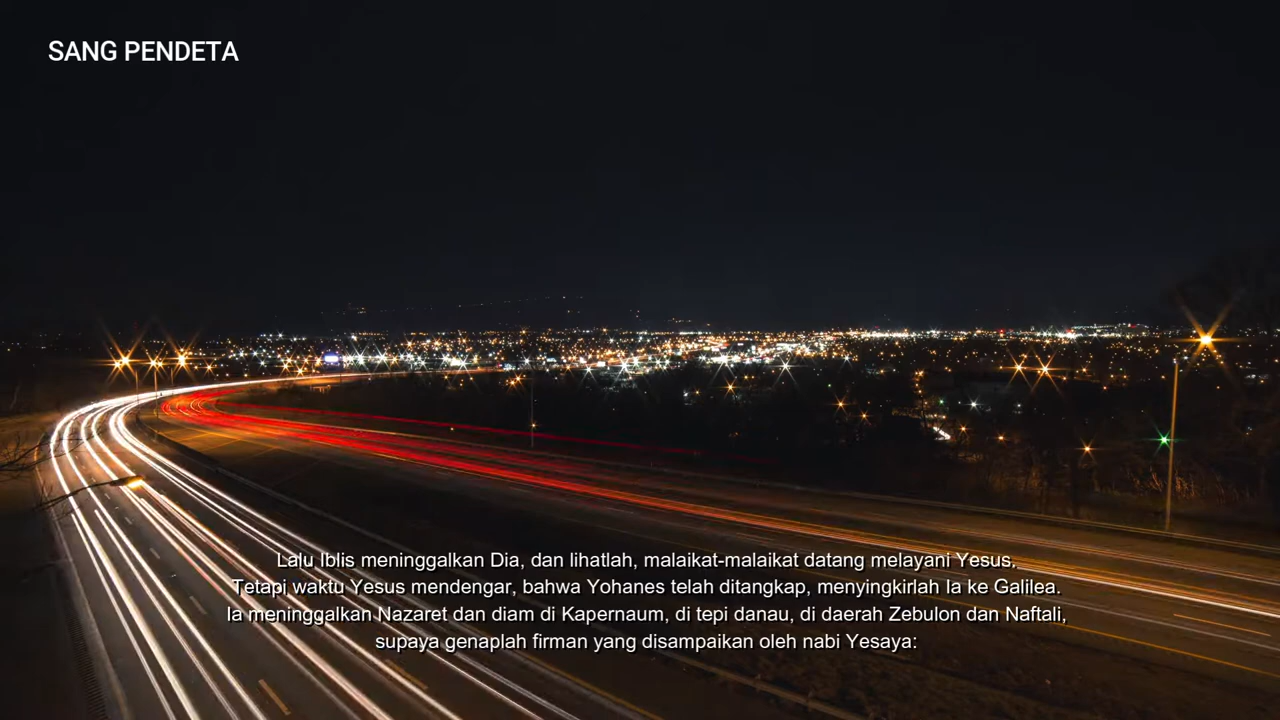 SANG PENDETA
Lalu Iblis meninggalkan Dia, dan lihatlah, malaikat-malaikat datang melayani Yesus.
Tetapi waktu Yesus mendengar, bahwa Yohanes telah ditangkap, menyingkirlah Ia ke Galilea.
Ia meninggalkan Nazaret dan diam di Kapernaum, di tepi danau, di daerah Zebulon dan Naftali,
supaya genaplah firman yang disampaikan oleh nabi Yesaya: